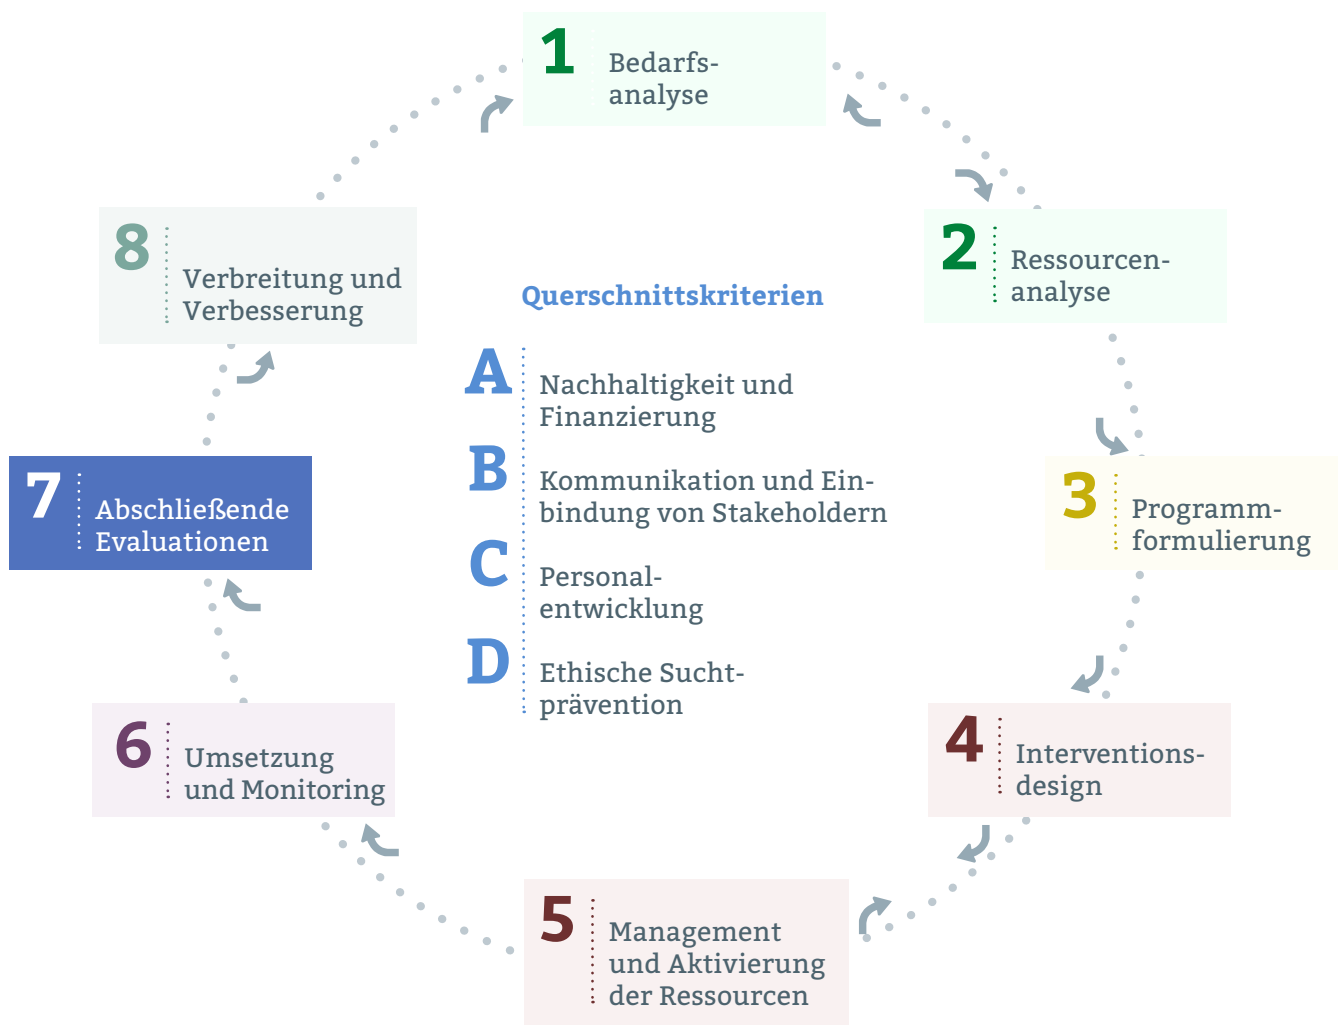 1
Bedarfs-
analyse
2
Ressourcen-
analyse
3
Programm-
formulierung
4
Interventions-
design
5
Management
und Aktivierung
der Ressourcen
6
Umsetzung
und Monitoring
7
Abschließende
Evaluationen
8
Verbreitung und
Verbesserung
Querschnittskriterien
A
Nachhaltigkeit und
Finanzierung
B
Kommunikation und Ein-
bindung von Stakeholdern
C
Personal-
entwicklung
D
Ethische Sucht-
prävention